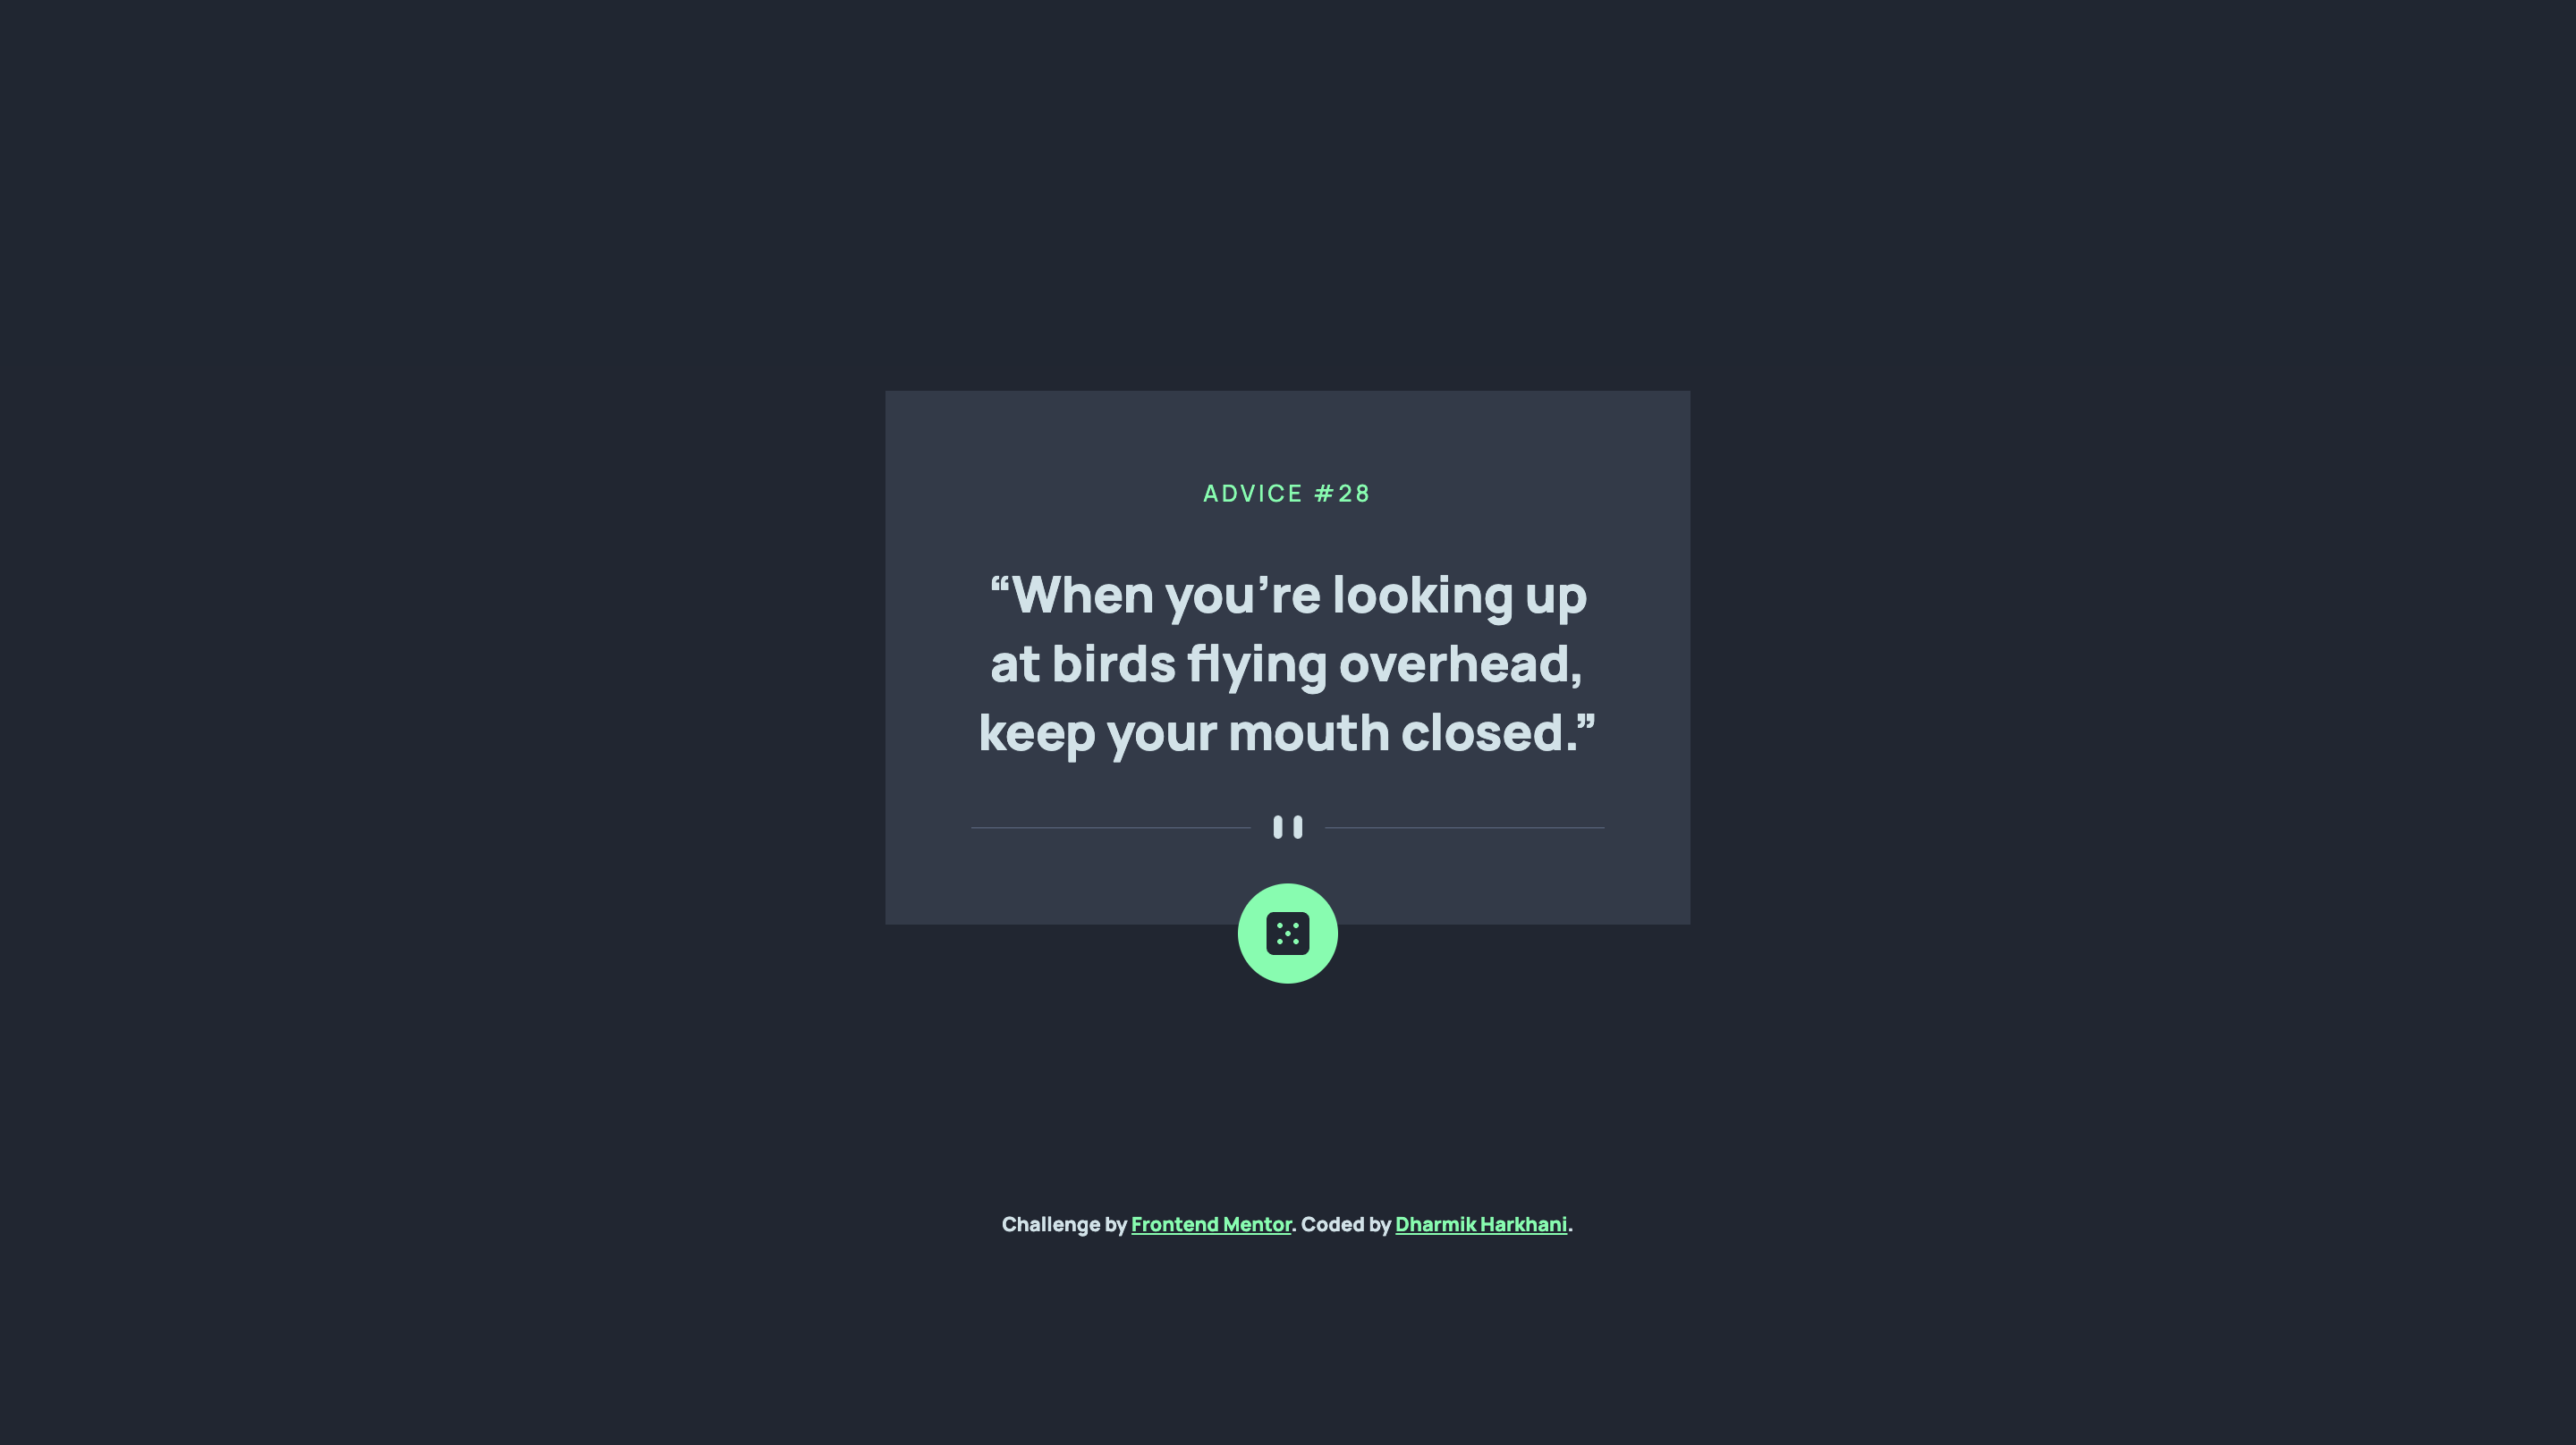 ADVICE #28
“When you’re looking up
at birds flying overhead,
keep your mouth closed.”
Challenge by Frontend Mentor. Coded by Dharmik Harkhani.